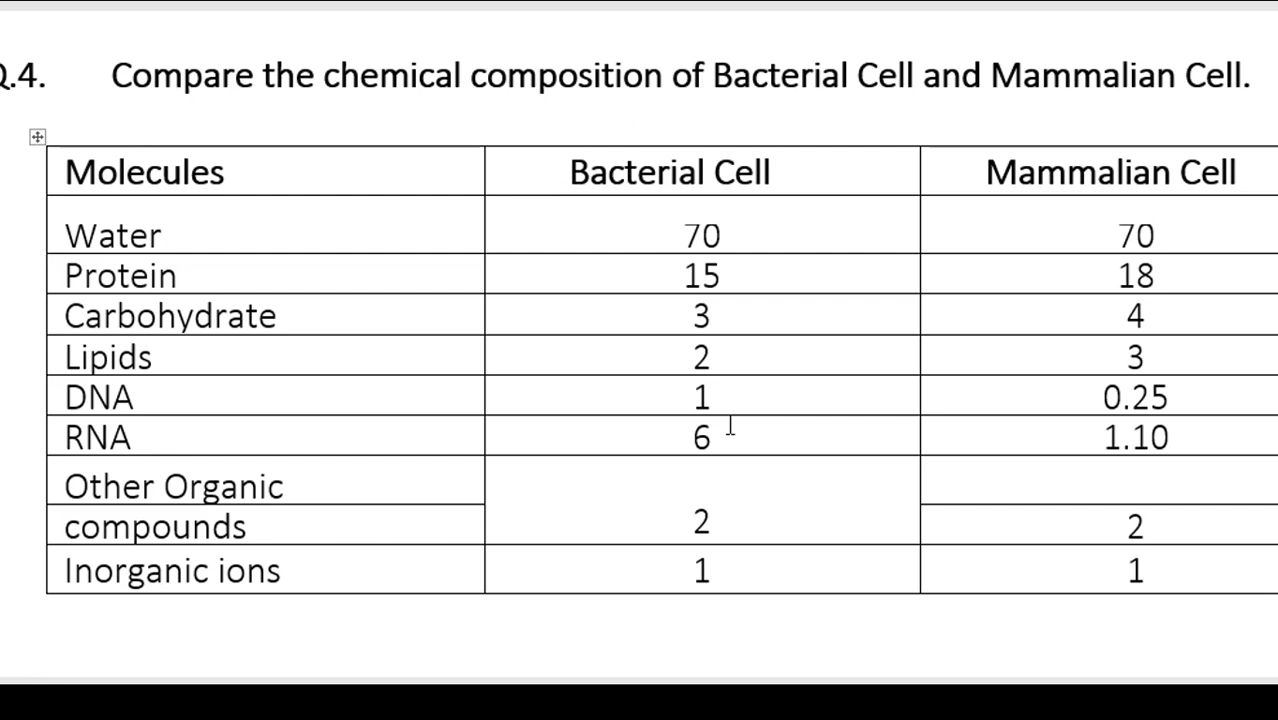 Q.4. Compare the chemical composition of Bacterial Cell and Mammalian Cell.
Molecules Bacterial Cell Mammalian Cell
Water 70 70
Protein 15 18
Carbohydrate 3 4
Lipids 2 3
DNA 1 0.25
RNA 6 1.10
Other Organic
compounds 2 2
Inorganic ions 1 1